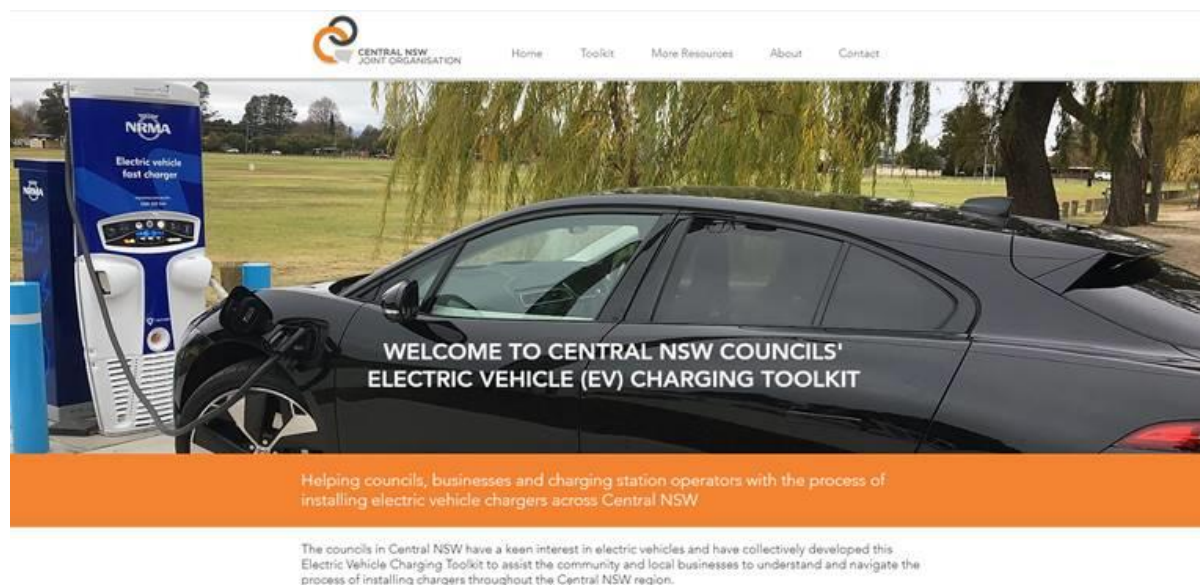 CENTRAL NSW
JOINT ORGANISATION
Home
Toolkit
More Resources
About
Contact
NRMA
Electric vehicle
fast charger
NRMA
WELCOME TO CENTRAL NSW COUNCILS'
ELECTRIC VEHICLE (EV) CHARGING TOOLKIT
Helping councils, businesses and charging station operators with the process of
installing electric vehicle chargers across Central NSW
The councils in Central NSW have a keen interest in electric vehicles and have collectively developed this
Electric Vehicle Charging Toolkit to assist the community and local businesses to understand and navigate the
process of installing chargers throughout the Central NSW region.